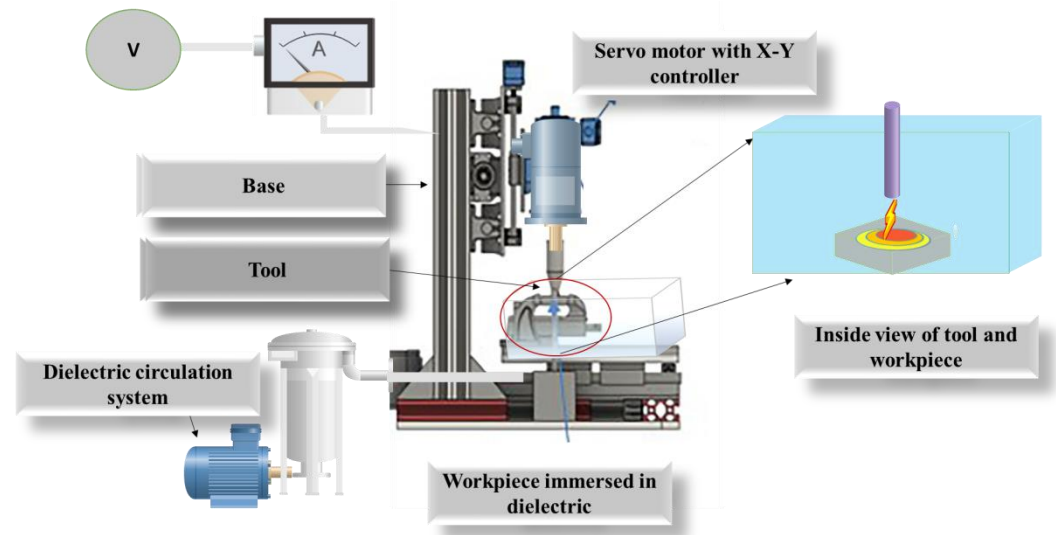 V
A
Servo motor with X-Y
controller
Base
Tool
Dielectric circulation
system
Inside view of tool and
workpiece
Workpiece immersed in
dielectric